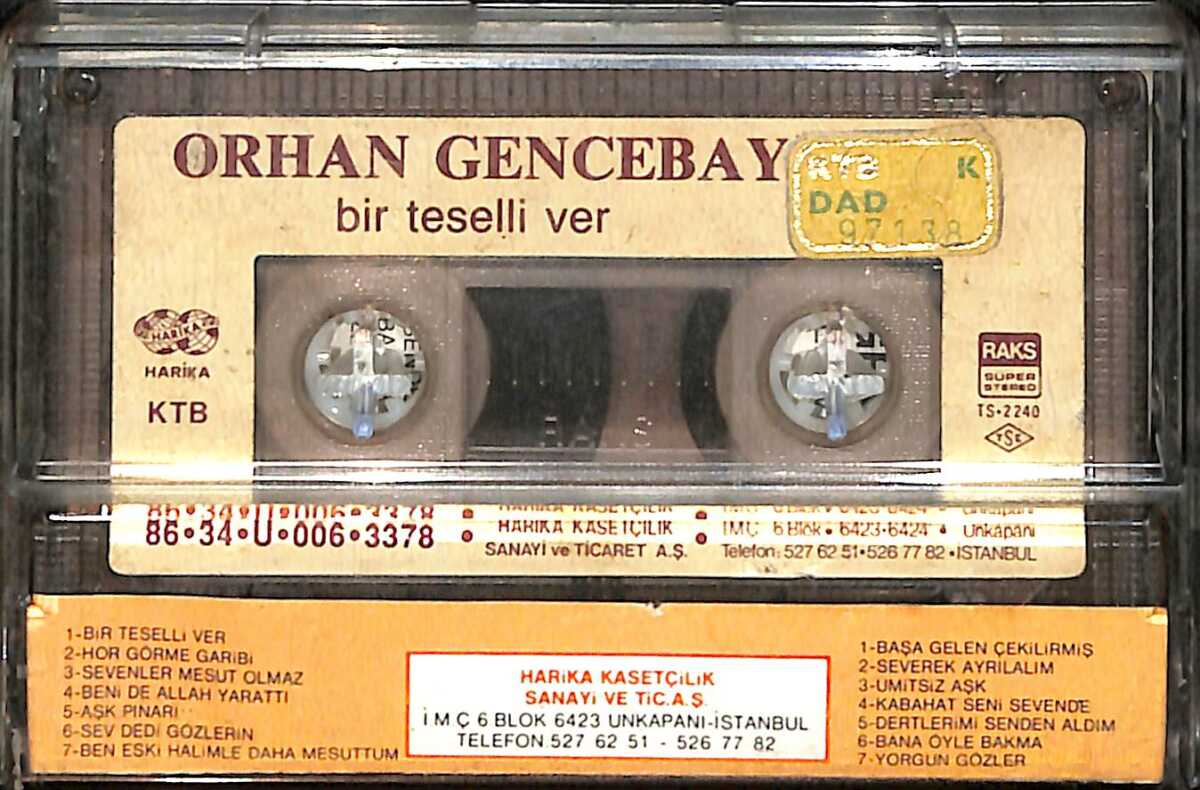 ORHAN GENCEBAY
bir teselli ver
KTB K
DAD
97138
HARİKA
HARİKA
KTB
RAKS
SUPER
STEREO
TS•2240
TSE
86•34•U•006•3378
HARİKA KASETÇİLİK
SANAYİ ve TİCARET A.Ş.
İMÇ 6 Blok • 6423•6424 • Unkapanı
Telefon: 527 62 51•526 77 82•İSTANBUL
1-BİR TESELLİ VER
2-HOR GÖRME GARİBİ
3-SEVENLER MESUT OLMAZ
4-BENİ DE ALLAH YARATTI
5-AŞK PINARI
6-SEV DEDİ GÖZLERİN
7-BEN ESKİ HALİMLE DAHA MESUTTUM
HARİKA KASETÇİLİK
SANAYİ VE TİC.A.Ş.
İ M Ç 6 BLOK 6423 UNKAPANI-İSTANBUL
TELEFON.527 62 51 - 526 77 82
1-BAŞA GELEN ÇEKİLİRMİŞ
2-SEVEREK AYRILALIM
3-UMİTSİZ AŞK
4-KABAHAT SENİ SEVENDE
5-DERTLERİMİ SENDEN ALDIM
6-BANA ÖYLE BAKMA
7-YORGUN GÖZLER